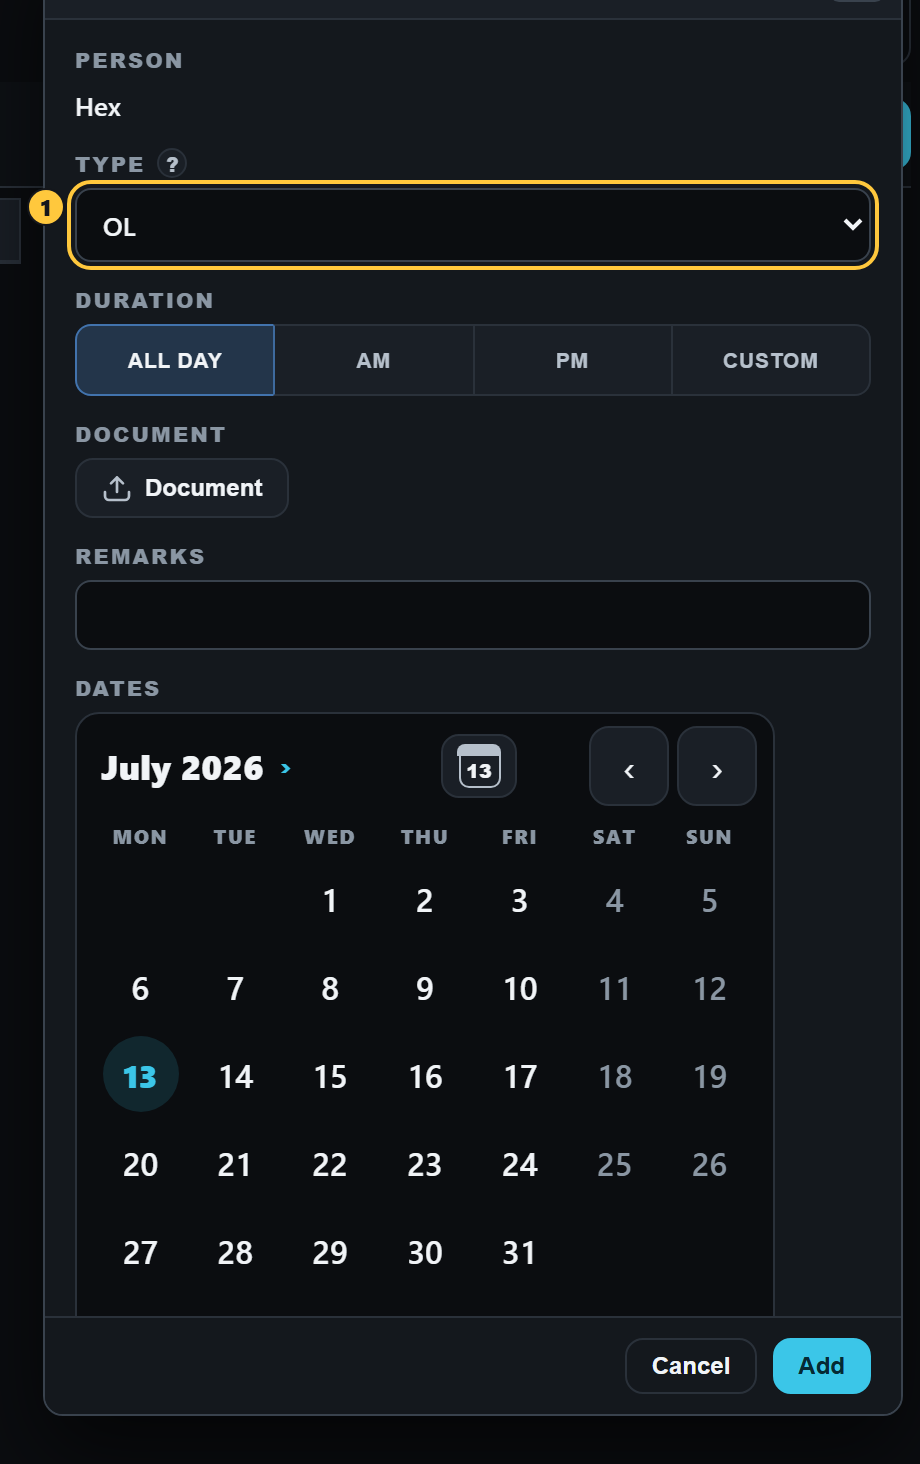 PERSON
Hex
TYPE ?
1
OL
DURATION
ALL DAY AM PM CUSTOM
DOCUMENT
Document
REMARKS
DATES
July 2026 › 13 ‹ ›
MON TUE WED THU FRI SAT SUN
1 2 3 4 5
6 7 8 9 10 11 12
13 14 15 16 17 18 19
20 21 22 23 24 25 26
27 28 29 30 31
Cancel Add